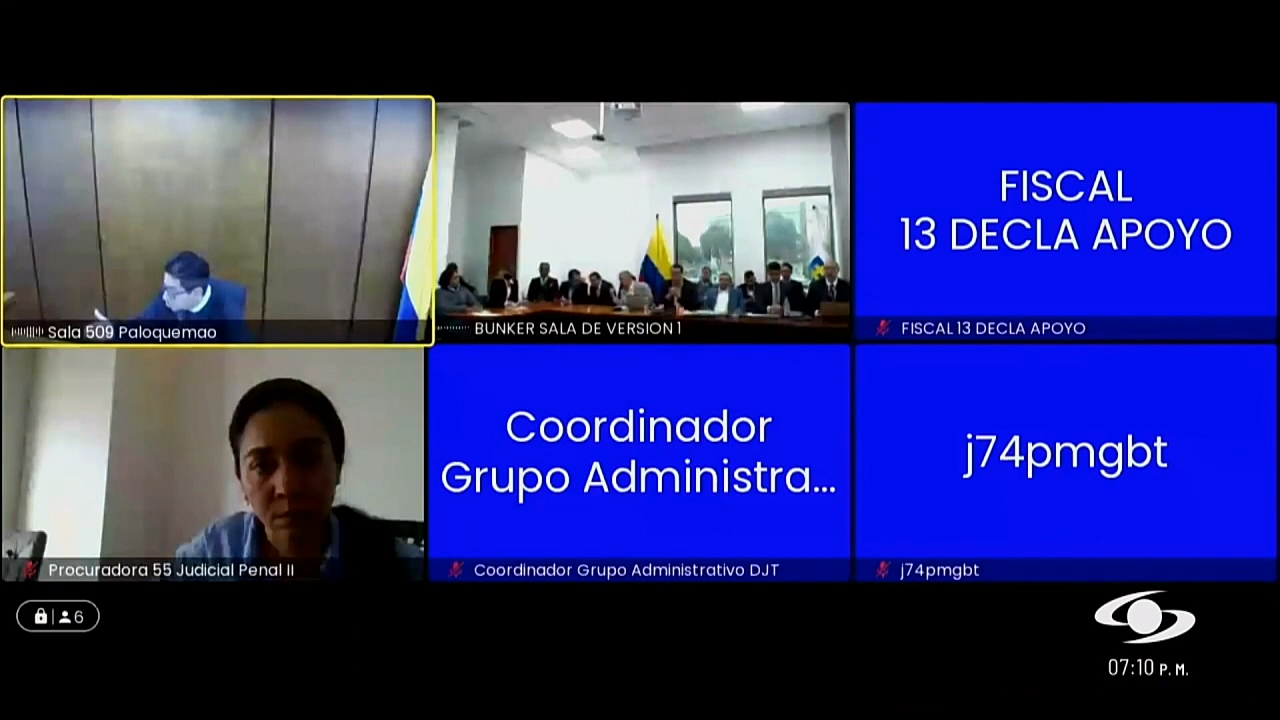 FISCAL
13 DECLA APOYO
Sala 509 Paloquemao
BUNKER SALA DE VERSION 1
FISCAL 13 DECLA APOYO
Coordinador
Grupo Administra...
j74pmgbt
Procuradora 55 Judicial Penal II
Coordinador Grupo Administrativo DJT
j74pmgbt
6
07:10 P. M.